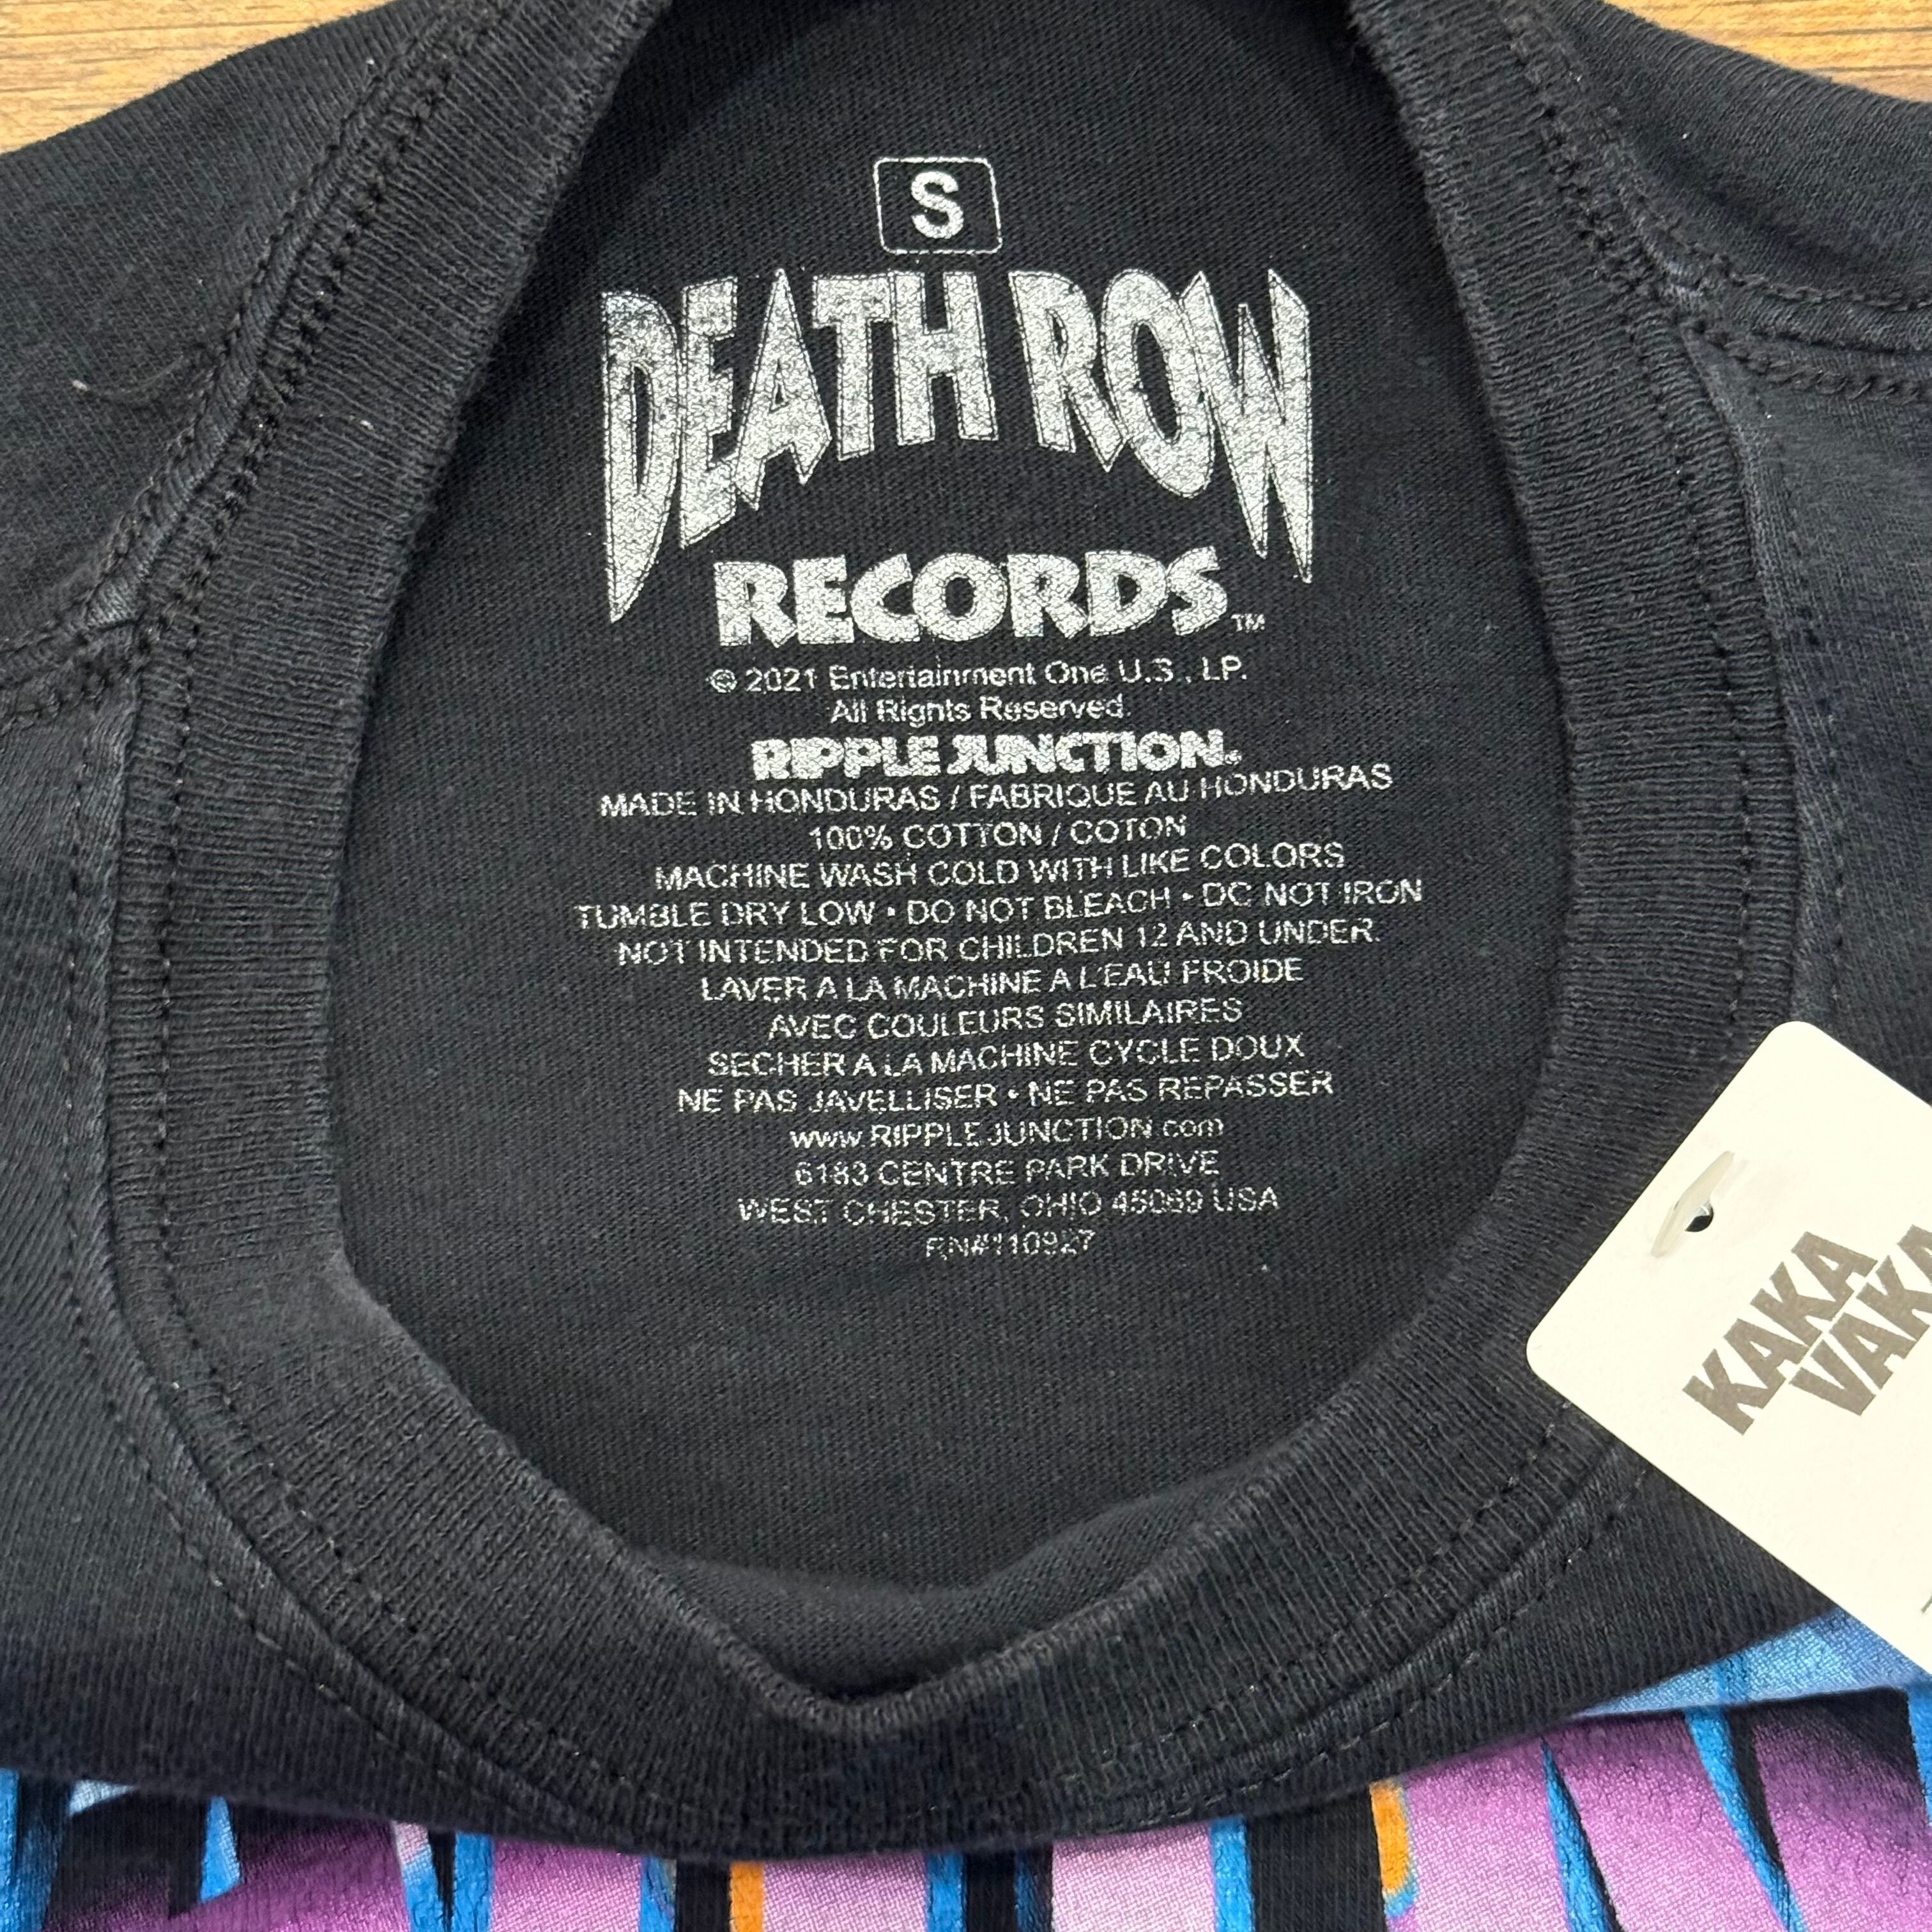 S
DEATH ROW
RECORDS™
© 2021 Entertainment One U.S., LP.
All Rights Reserved.
RIPPLE JUNCTION®
MADE IN HONDURAS / FABRIQUE AU HONDURAS
100% COTTON / COTON
MACHINE WASH COLD WITH LIKE COLORS
TUMBLE DRY LOW • DO NOT BLEACH • DO NOT IRON
NOT INTENDED FOR CHILDREN 12 AND UNDER.
LAVER A LA MACHINE A L'EAU FROIDE
AVEC COULEURS SIMILAIRES
SECHER A LA MACHINE CYCLE DOUX
NE PAS JAVELLISER • NE PAS REPASSER
www.RIPPLEJUNCTION.com
6183 CENTRE PARK DRIVE
WEST CHESTER, OHIO 45069 USA
RN#110927
KAKA
VAKA